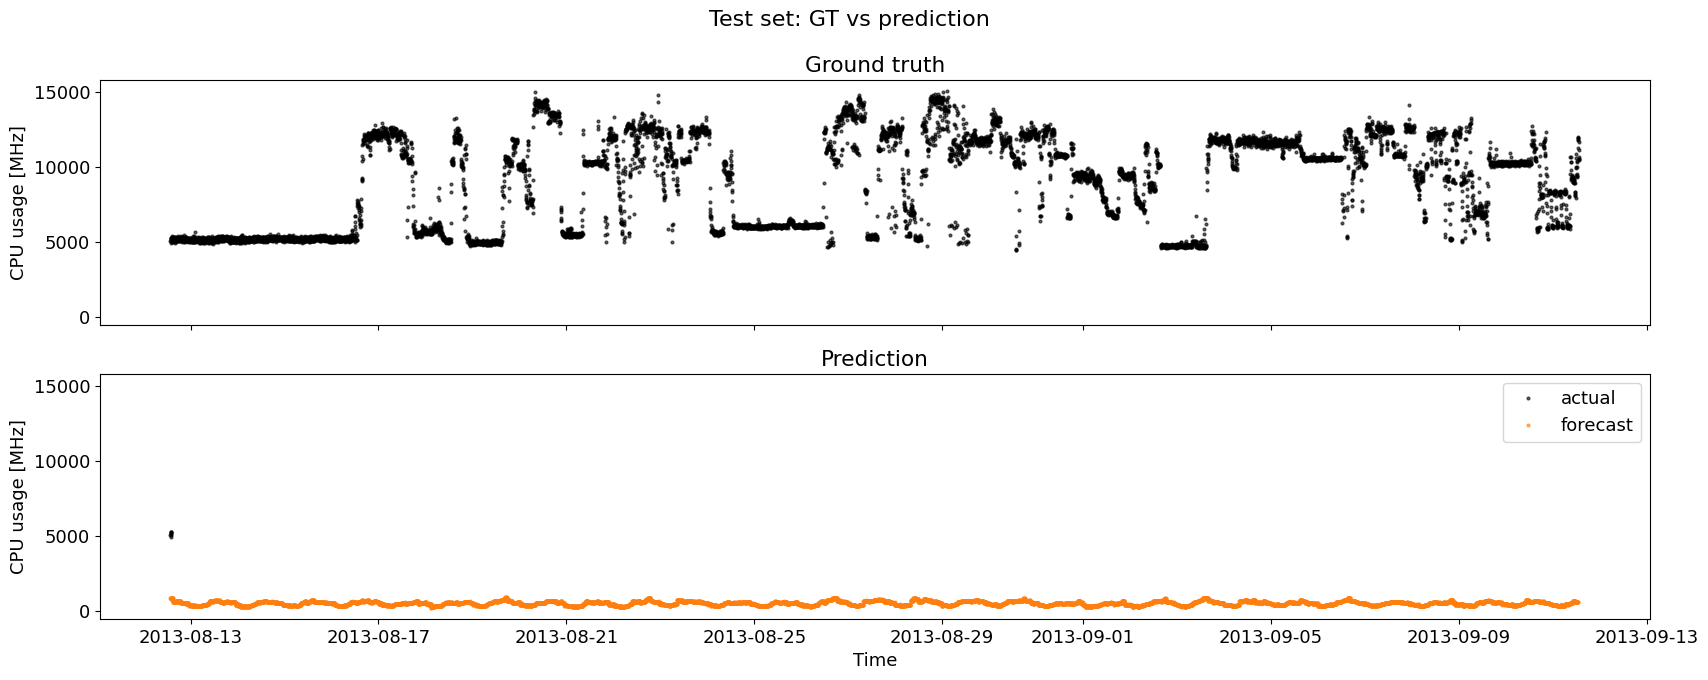 Test set: GT vs prediction
Ground truth
CPU usage [MHz]
15000
10000
5000
0
Prediction
CPU usage [MHz]
15000
10000
5000
0
actual
forecast
2013-08-13 2013-08-17 2013-08-21 2013-08-25 2013-08-29 2013-09-01 2013-09-05 2013-09-09 2013-09-13
Time